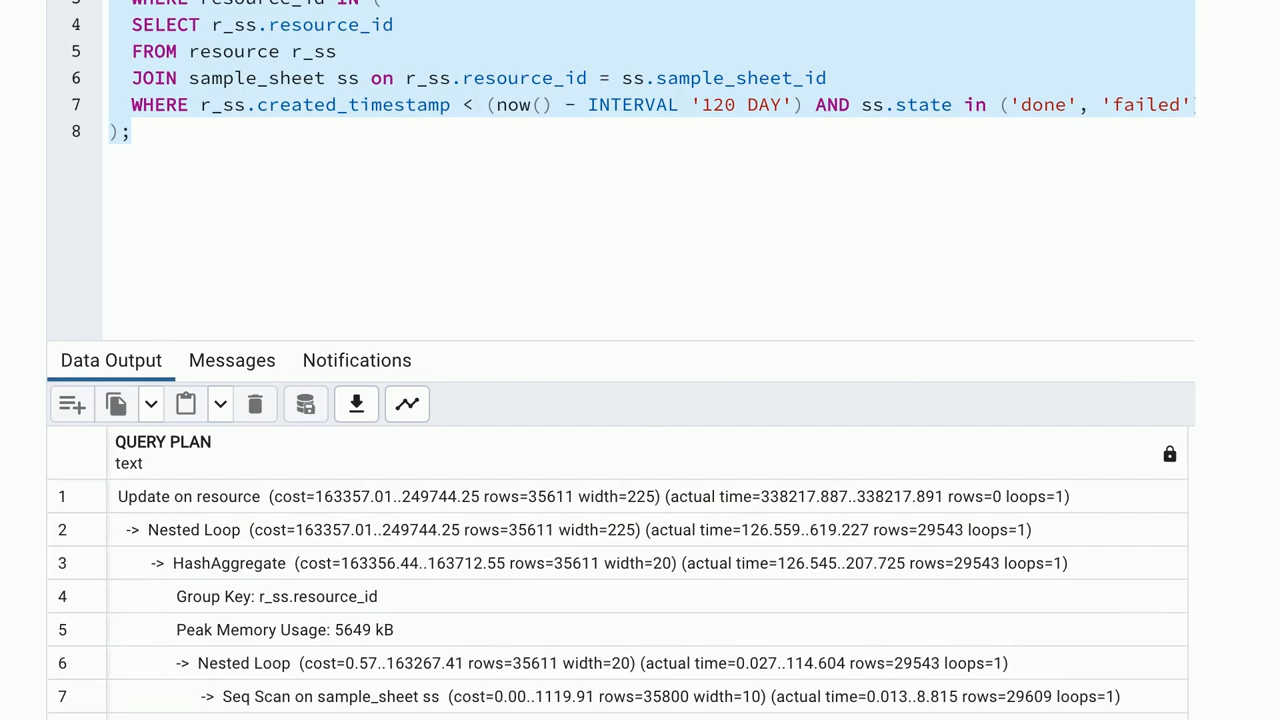 3 WHERE resource_id IN (
4 SELECT r_ss.resource_id
5 FROM resource r_ss
6 JOIN sample_sheet ss on r_ss.resource_id = ss.sample_sheet_id
7 WHERE r_ss.created_timestamp < (now() - INTERVAL '120 DAY') AND ss.state in ('done', 'failed')
8 );
Data Output Messages Notifications
QUERY PLAN
text
1 Update on resource (cost=163357.01..249744.25 rows=35611 width=225) (actual time=338217.887..338217.891 rows=0 loops=1)
2 -> Nested Loop (cost=163357.01..249744.25 rows=35611 width=225) (actual time=126.559..619.227 rows=29543 loops=1)
3 -> HashAggregate (cost=163356.44..163712.55 rows=35611 width=20) (actual time=126.545..207.725 rows=29543 loops=1)
4 Group Key: r_ss.resource_id
5 Peak Memory Usage: 5649 kB
6 -> Nested Loop (cost=0.57..163267.41 rows=35611 width=20) (actual time=0.027..114.604 rows=29543 loops=1)
7 -> Seq Scan on sample_sheet ss (cost=0.00..1119.91 rows=35800 width=10) (actual time=0.013..8.815 rows=29609 loops=1)